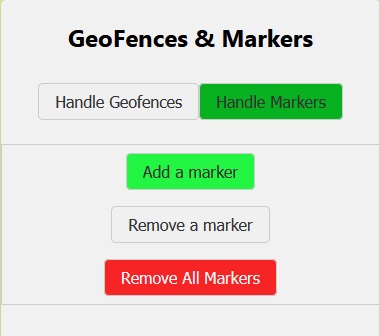 GeoFences & Markers
Handle Geofences Handle Markers
Add a marker
Remove a marker
Remove All Markers